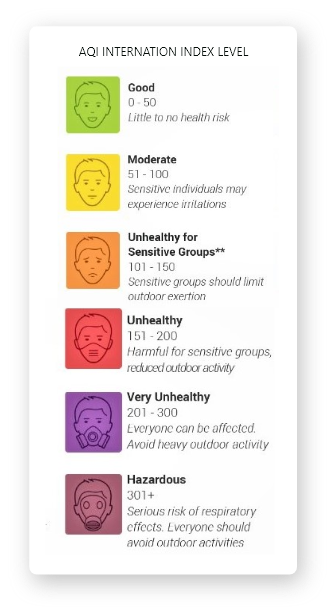 AQI INTERNATION INDEX LEVEL
Good
0 - 50
Little to no health risk
Moderate
51 - 100
Sensitive individuals may
experience irritations
Unhealthy for
Sensitive Groups**
101 - 150
Sensitive groups should limit
outdoor exertion
Unhealthy
151 - 200
Harmful for sensitive groups,
reduced outdoor activity
Very Unhealthy
201 - 300
Everyone can be affected.
Avoid heavy outdoor activity
Hazardous
301+
Serious risk of respiratory
effects. Everyone should
avoid outdoor activities